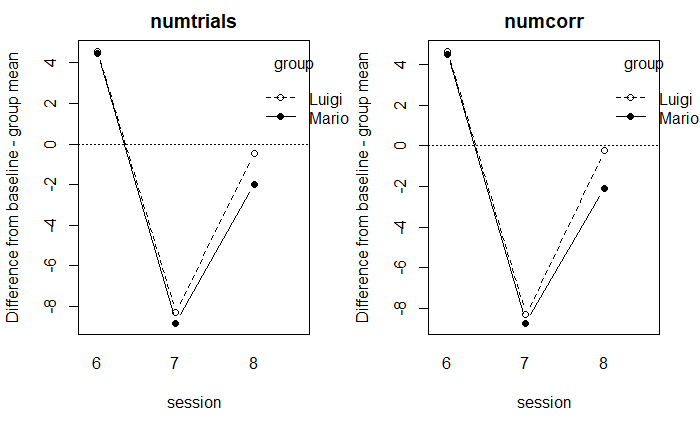 numtrials
Difference from baseline - group mean
4
2
0
-2
-4
-6
-8
group
Luigi
Mario
6 7 8
session
numcorr
Difference from baseline - group mean
4
2
0
-2
-4
-6
-8
group
Luigi
Mario
6 7 8
session